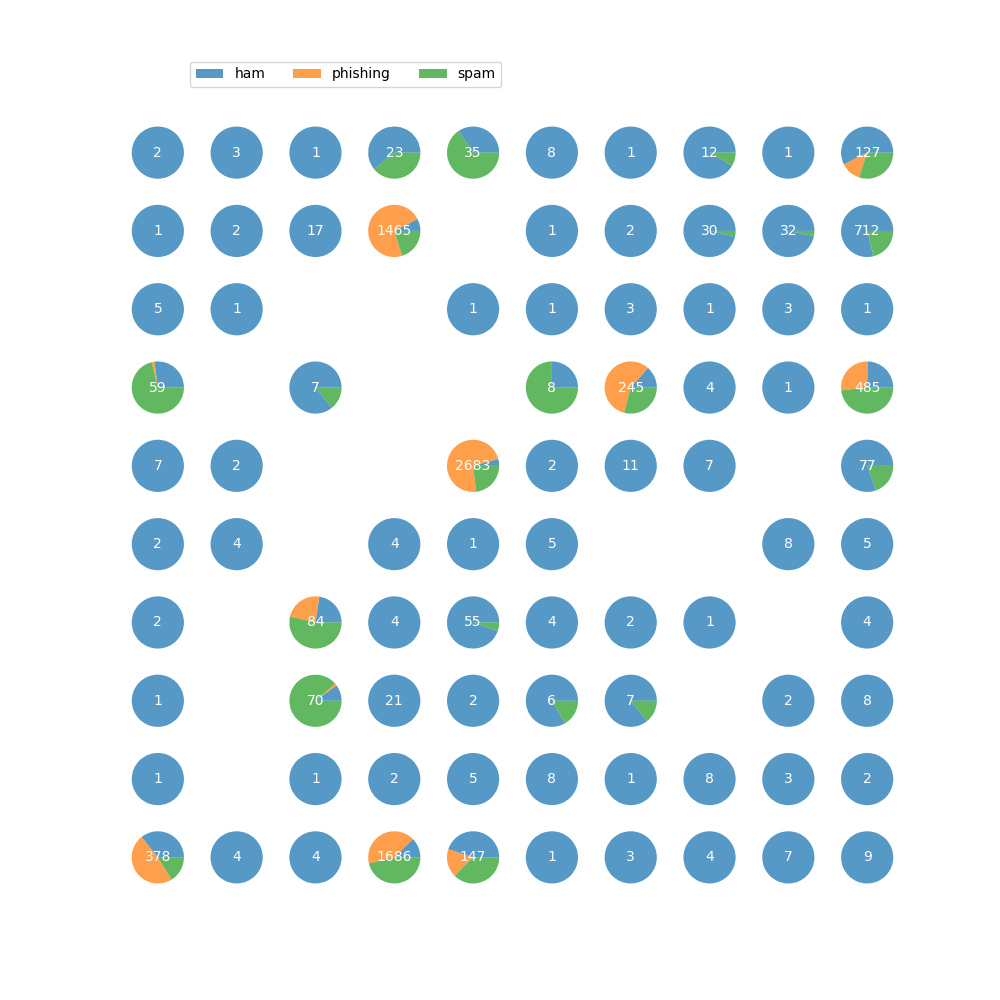 ham phishing spam
2 3 1 23 35 8 1 12 1 127
1 2 17 1465 1 2 30 32 712
5 1 1 1 3 1 3 1
59 7 8 245 4 1 485
7 2 2683 2 11 7 77
2 4 4 1 5 8 5
2 84 4 55 4 2 1 4
1 70 21 2 6 7 2 8
1 1 2 5 8 1 8 3 2
378 4 4 1686 147 1 3 4 7 9